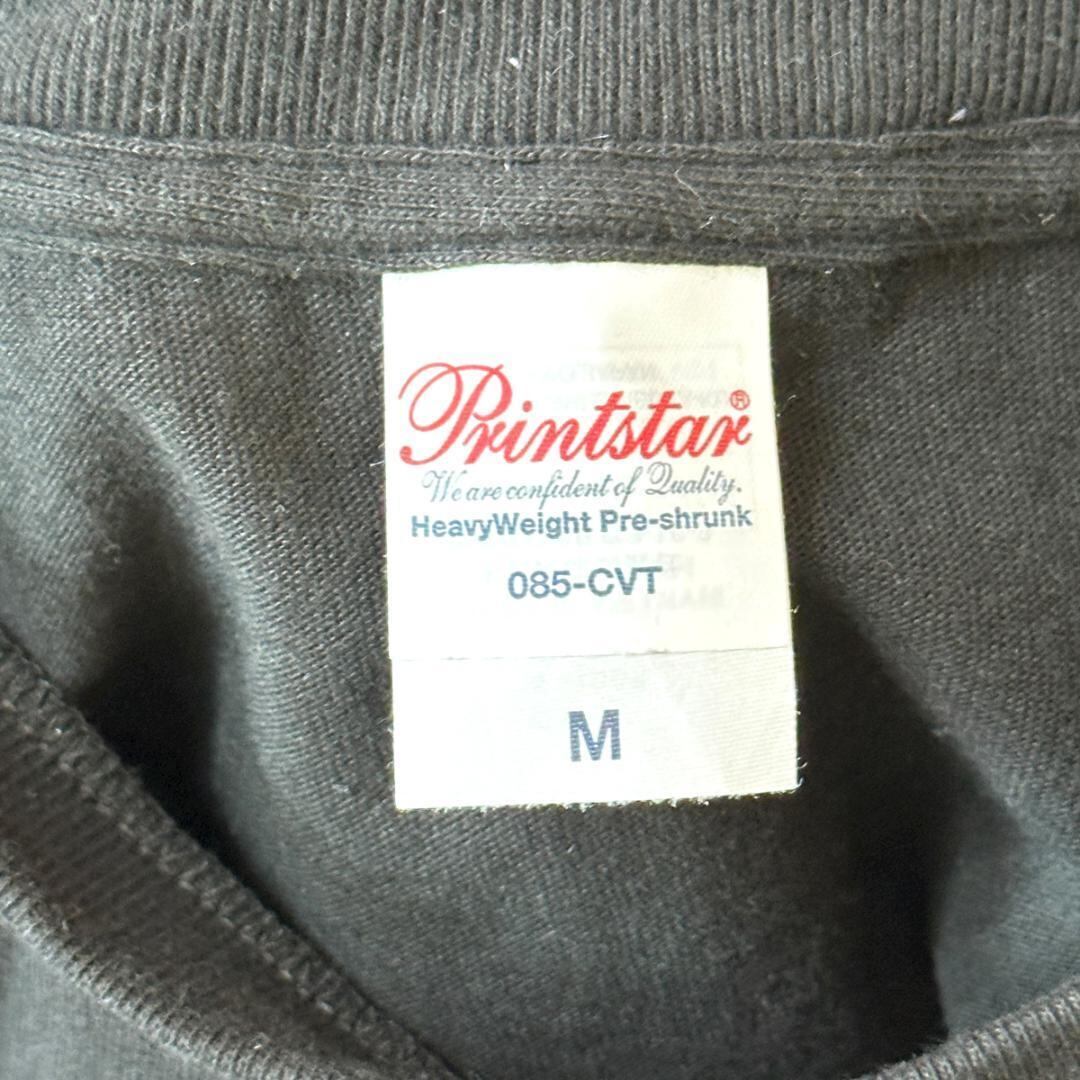 Printstar®
We are confident of Quality.
HeavyWeight Pre-shrunk
085-CVT
M